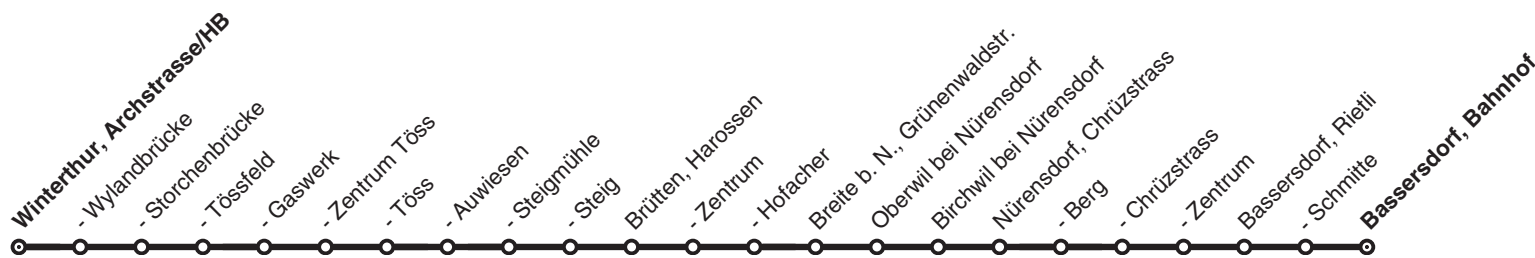 Winterthur, Archstrasse/HB
- Wylandbrücke
- Storchenbrücke
- Tössfeld
- Gaswerk
- Zentrum Töss
- Töss
- Auwiesen
- Steigmühle
- Steig
Brütten, Harossen
- Zentrum
- Hofacher
Breite b. N., Grünenwaldstr.
Oberwil bei Nürensdorf
Birchwil bei Nürensdorf
Nürensdorf, Chrüzstrass
- Berg
- Chrüzstrass
- Zentrum
Bassersdorf, Rietli
- Schmitte
Bassersdorf, Bahnhof